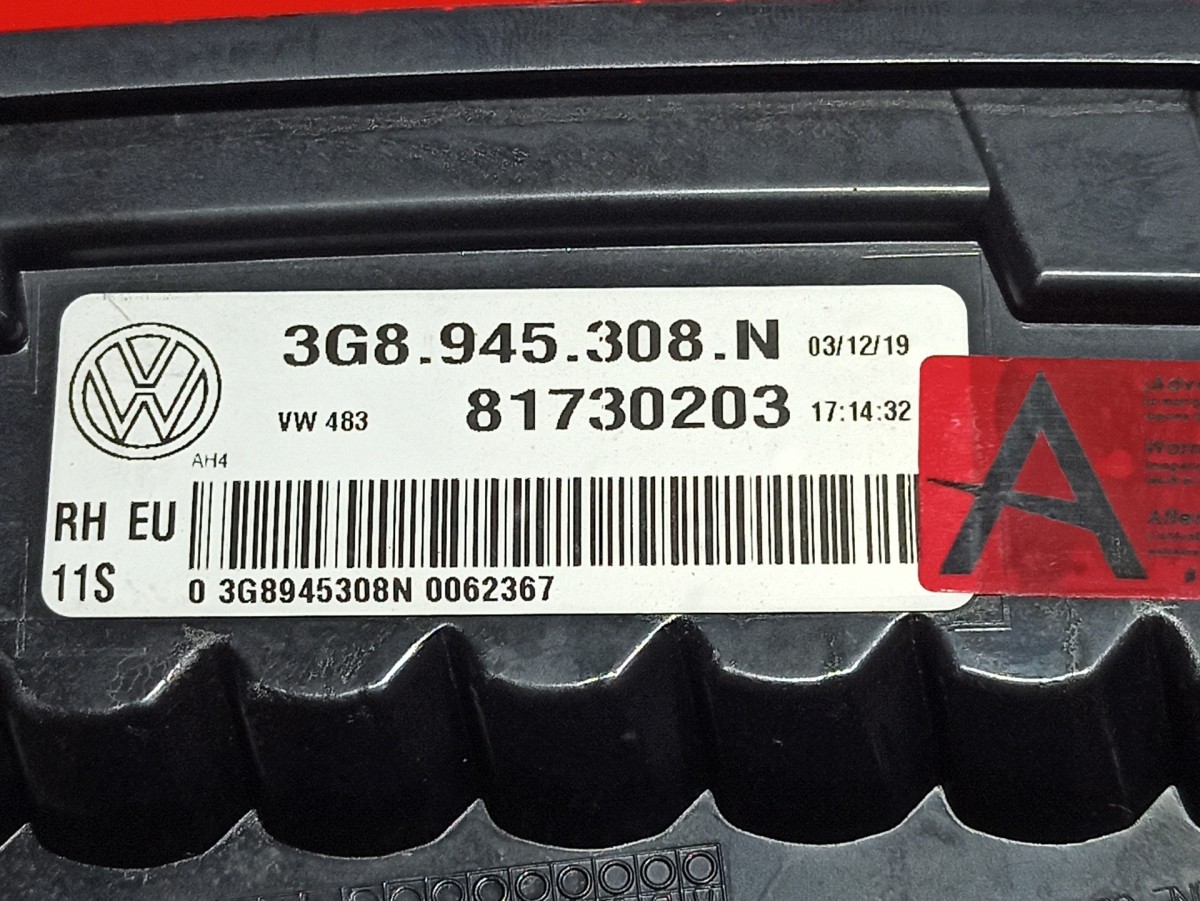 3G8.945.308.N 03/12/19
VW 483 81730203 17:14:32
AH4
RH EU
11S
0 3G8945308N 0062367
A